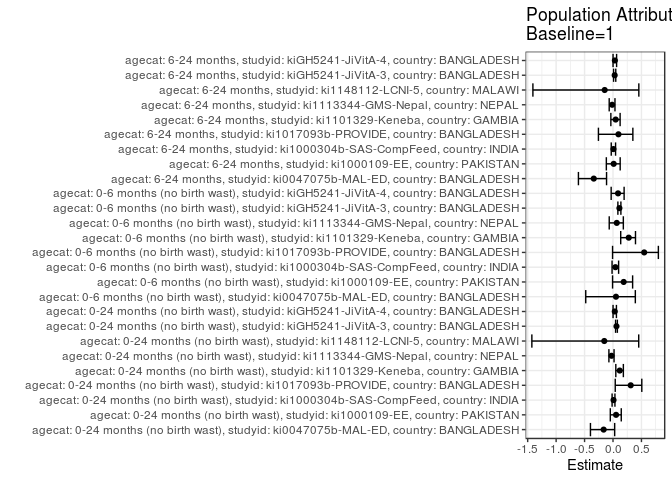 Population Attribut
Baseline=1
agecat: 6-24 months, studyid: kiGH5241-JiVitA-4, country: BANGLADESH
agecat: 6-24 months, studyid: kiGH5241-JiVitA-3, country: BANGLADESH
agecat: 6-24 months, studyid: ki1148112-LCNI-5, country: MALAWI
agecat: 6-24 months, studyid: ki1113344-GMS-Nepal, country: NEPAL
agecat: 6-24 months, studyid: ki1101329-Keneba, country: GAMBIA
agecat: 6-24 months, studyid: ki1017093b-PROVIDE, country: BANGLADESH
agecat: 6-24 months, studyid: ki1000304b-SAS-CompFeed, country: INDIA
agecat: 6-24 months, studyid: ki1000109-EE, country: PAKISTAN
agecat: 6-24 months, studyid: ki0047075b-MAL-ED, country: BANGLADESH
agecat: 0-6 months (no birth wast), studyid: kiGH5241-JiVitA-4, country: BANGLADESH
agecat: 0-6 months (no birth wast), studyid: kiGH5241-JiVitA-3, country: BANGLADESH
agecat: 0-6 months (no birth wast), studyid: ki1113344-GMS-Nepal, country: NEPAL
agecat: 0-6 months (no birth wast), studyid: ki1101329-Keneba, country: GAMBIA
agecat: 0-6 months (no birth wast), studyid: ki1017093b-PROVIDE, country: BANGLADESH
agecat: 0-6 months (no birth wast), studyid: ki1000304b-SAS-CompFeed, country: INDIA
agecat: 0-6 months (no birth wast), studyid: ki1000109-EE, country: PAKISTAN
agecat: 0-6 months (no birth wast), studyid: ki0047075b-MAL-ED, country: BANGLADESH
agecat: 0-24 months (no birth wast), studyid: kiGH5241-JiVitA-4, country: BANGLADESH
agecat: 0-24 months (no birth wast), studyid: kiGH5241-JiVitA-3, country: BANGLADESH
agecat: 0-24 months (no birth wast), studyid: ki1148112-LCNI-5, country: MALAWI
agecat: 0-24 months (no birth wast), studyid: ki1113344-GMS-Nepal, country: NEPAL
agecat: 0-24 months (no birth wast), studyid: ki1101329-Keneba, country: GAMBIA
agecat: 0-24 months (no birth wast), studyid: ki1017093b-PROVIDE, country: BANGLADESH
agecat: 0-24 months (no birth wast), studyid: ki1000304b-SAS-CompFeed, country: INDIA
agecat: 0-24 months (no birth wast), studyid: ki1000109-EE, country: PAKISTAN
agecat: 0-24 months (no birth wast), studyid: ki0047075b-MAL-ED, country: BANGLADESH
-1.5 -1.0 -0.5 0.0 0.5
Estimate